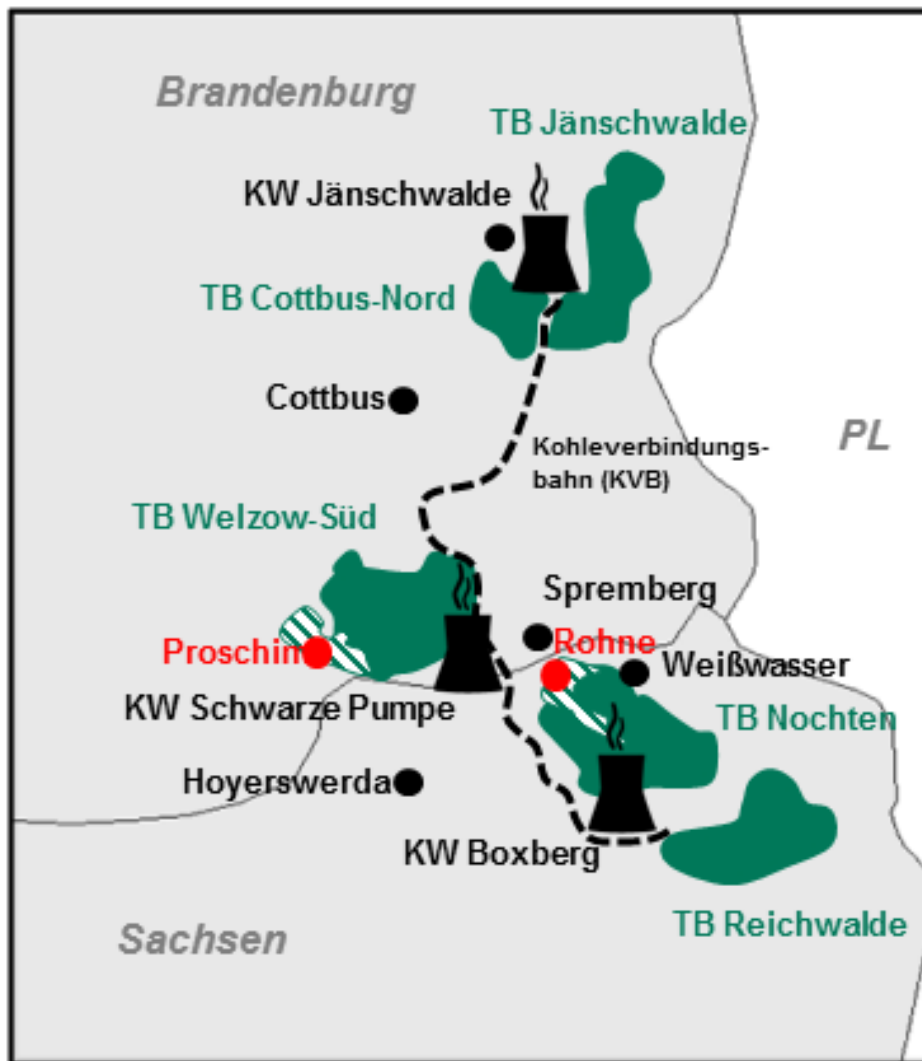 Brandenburg
TB Jänschwalde
KW Jänschwalde
TB Cottbus-Nord
Cottbus
PL
Kohleverbindungs-
bahn (KVB)
TB Welzow-Süd
Spremberg
Proschim
Rohne
Weißwasser
KW Schwarze Pumpe
TB Nochten
Hoyerswerda
KW Boxberg
TB Reichwalde
Sachsen